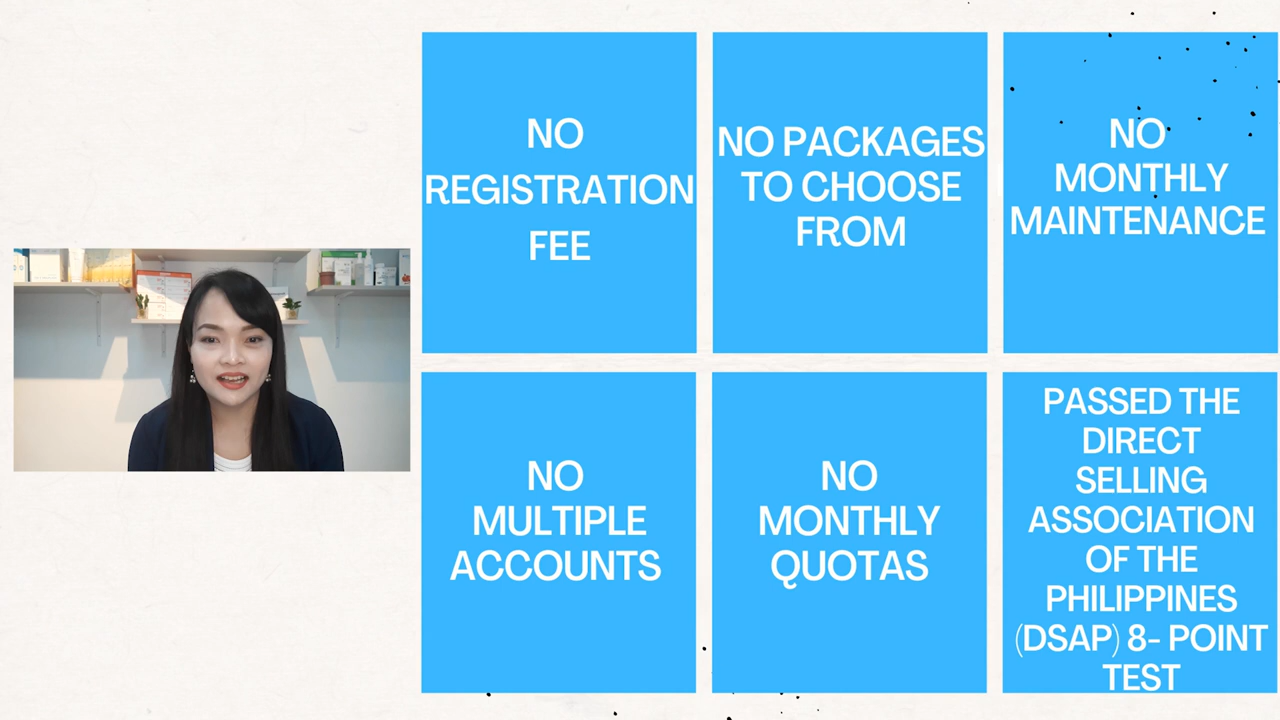 NO
REGISTRATION
FEE
NO PACKAGES
TO CHOOSE
FROM
NO
MONTHLY
MAINTENANCE
NO
MULTIPLE
ACCOUNTS
NO
MONTHLY
QUOTAS
PASSED THE
DIRECT
SELLING
ASSOCIATION
OF THE
PHILIPPINES
(DSAP) 8- POINT
TEST